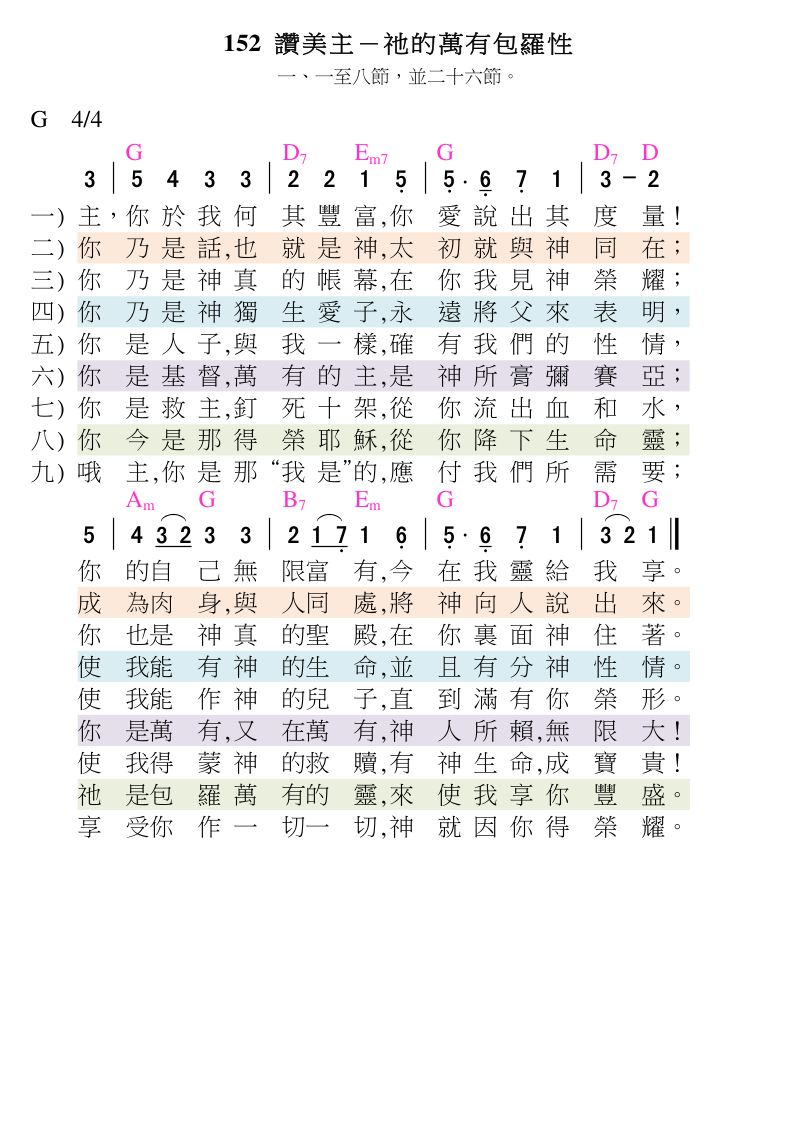 152 讚美主－祂的萬有包羅性
一、一至八節，並二十六節。
G 4/4
G D7 Em7 G D7 D
3 | 5 4 3 3 | 2 2 1 5̣ | 5̣ · 6̣ 7̣ 1 | 3 － 2
一) 主，你於我何其豐富,你愛說出其度量！
二) 你乃是話,也就是神,太初就與神同在；
三) 你乃是神真的帳幕,在你我見神榮耀；
四) 你乃是神獨生愛子,永遠將父來表明，
五) 你是人子,與我一樣,確有我們的性情，
六) 你是基督,萬有的主,是神所膏彌賽亞；
七) 你是救主,釘死十架,從你流出血和水，
八) 你今是那得榮耶穌,從你降下生命靈；
九) 哦主,你是那“我是”的,應付我們所需要；
Am G B7 Em G D7 G
5 | 4 3 2 3 3 | 2 1 7̣ 1 6̣ | 5̣ · 6̣ 7̣ 1 | 3 2 1 ‖
你的自己無限富有,今在我靈給我享。
成為肉身,與人同處,將神向人說出來。
你也是神真的聖殿,在你裏面神住著。
使我能有神的生命,並且有分神性情。
使我能作神的兒子,直到滿有你榮形。
你是萬有,又在萬有,神人所賴,無限大！
使我得蒙神的救贖,有神生命,成寶貴！
祂是包羅萬有的靈,來使我享你豐盛。
享受你作一切一切,神就因你得榮耀。